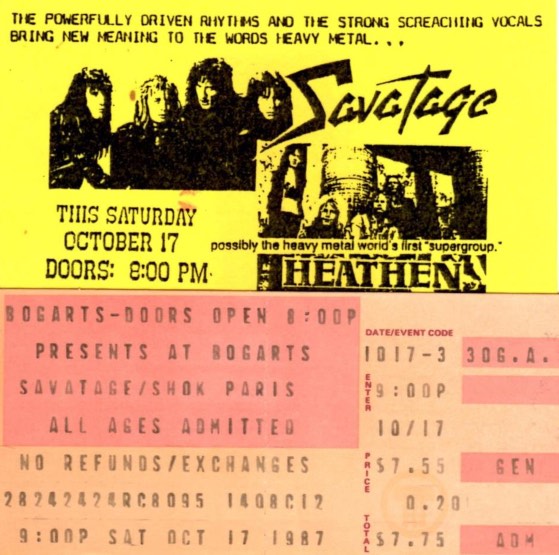 THE POWERFULLY DRIVEN RHYTHMS AND THE STRONG SCREACHING VOCALS
BRING NEW MEANING TO THE WORDS HEAVY METAL...
Savatage
THIS SATURDAY
OCTOBER 17
DOORS: 8:00 PM
possibly the heavy metal world's first "supergroup."
HEATHENS
BOGARTS-DOORS OPEN 8:00P
PRESENTS AT BOGARTS
SAVATAGE/SHOK PARIS
ALL AGES ADMITTED
NO REFUNDS/EXCHANGES
28242424RC8095 1408C12
9:00P SAT OCT 17 1987
DATE/EVENT CODE
1017-3 30G.A.
ENTER 9:00P
10/17
PRICE $7.55 GEN
0.20
TOTAL $7.75 ADM